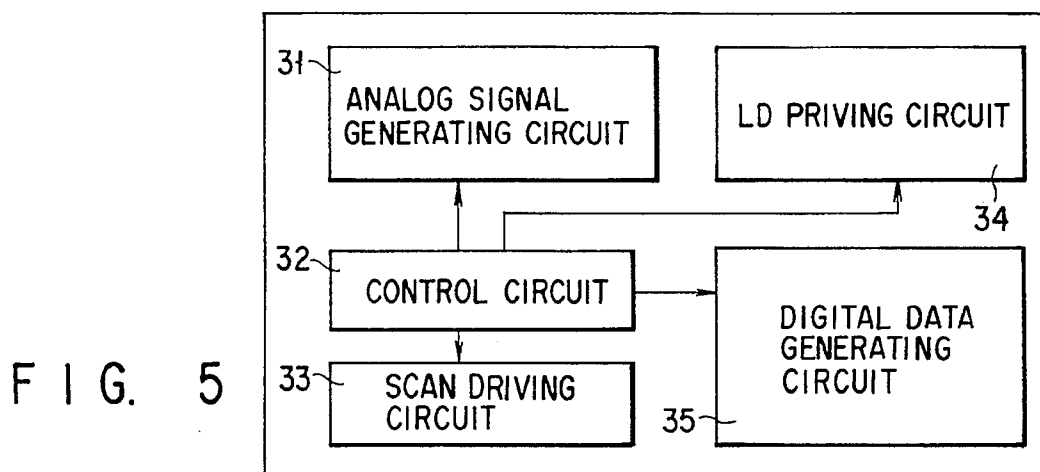 31
ANALOG SIGNAL
GENERATING CIRCUIT
LD PRIVING CIRCUIT
34
32
CONTROL CIRCUIT
33
SCAN DRIVING
CIRCUIT
DIGITAL DATA
GENERATING
CIRCUIT
35
FIG. 5